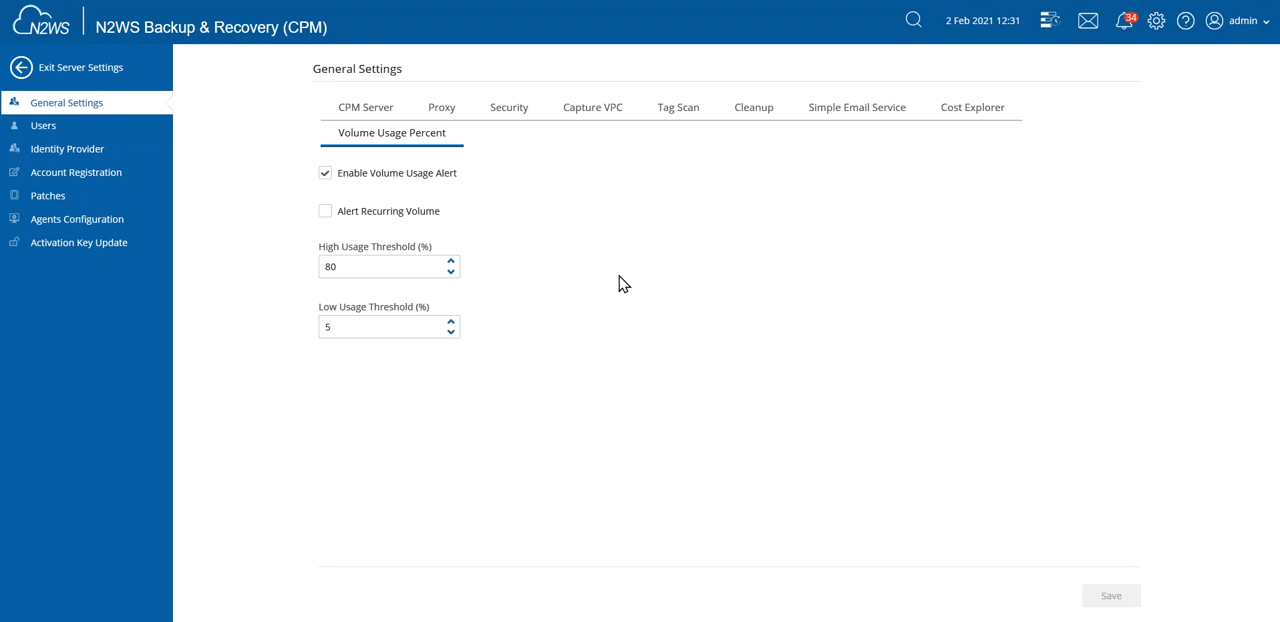 N2WS
N2WS Backup & Recovery (CPM)
2 Feb 2021 12:31
34
?
admin
Exit Server Settings
General Settings
Users
Identity Provider
Account Registration
Patches
Agents Configuration
Activation Key Update
General Settings
CPM Server Proxy Security Capture VPC Tag Scan Cleanup Simple Email Service Cost Explorer
Volume Usage Percent
Enable Volume Usage Alert
Alert Recurring Volume
High Usage Threshold (%)
80
Low Usage Threshold (%)
5
Save